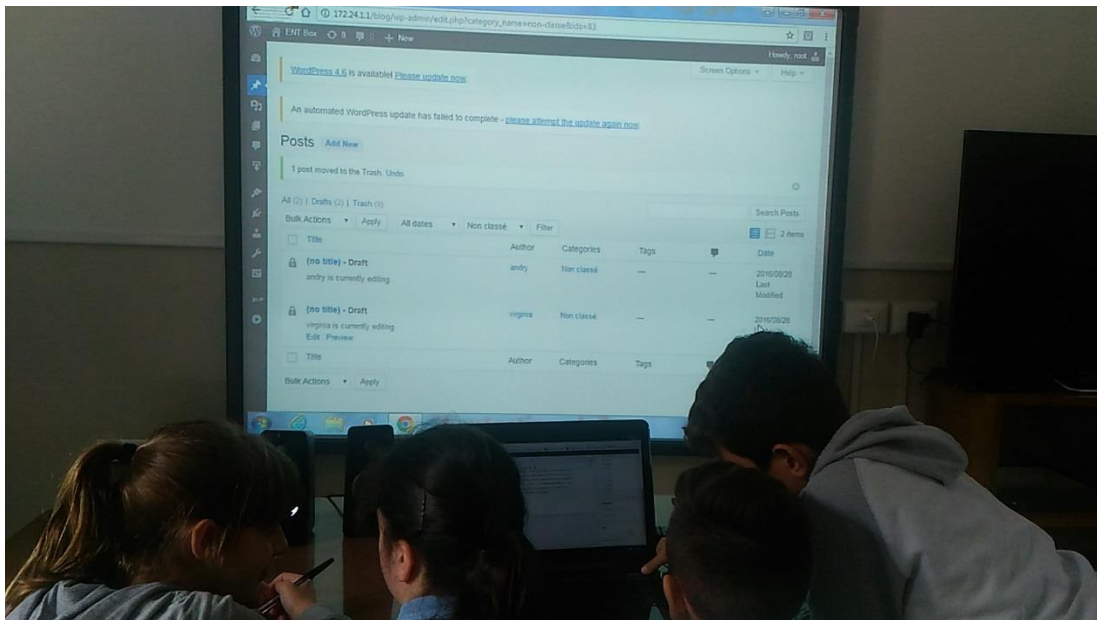 172.24.1.1/blog/wp-admin/edit.php?category_name=non-classe&ids=83
ENT Box 8 0 + New
Howdy, root
WordPress 4.6 is available! Please update now.
Screen Options Help
An automated WordPress update has failed to complete - please attempt the update again now.
Posts Add New
1 post moved to the Trash. Undo
All (2) | Drafts (2) | Trash
Search Posts
Bulk Actions Apply All dates Non classé Filter
2 items
Title Author Categories Tags Date
(no title) - Draft andry Non classé — — 2016/08/28
andry is currently editing Last
Modified
(no title) - Draft virginia Non classé — — 2016/08/28
virginia is currently editing
Edit Preview
Title Author Categories Tags
Bulk Actions Apply